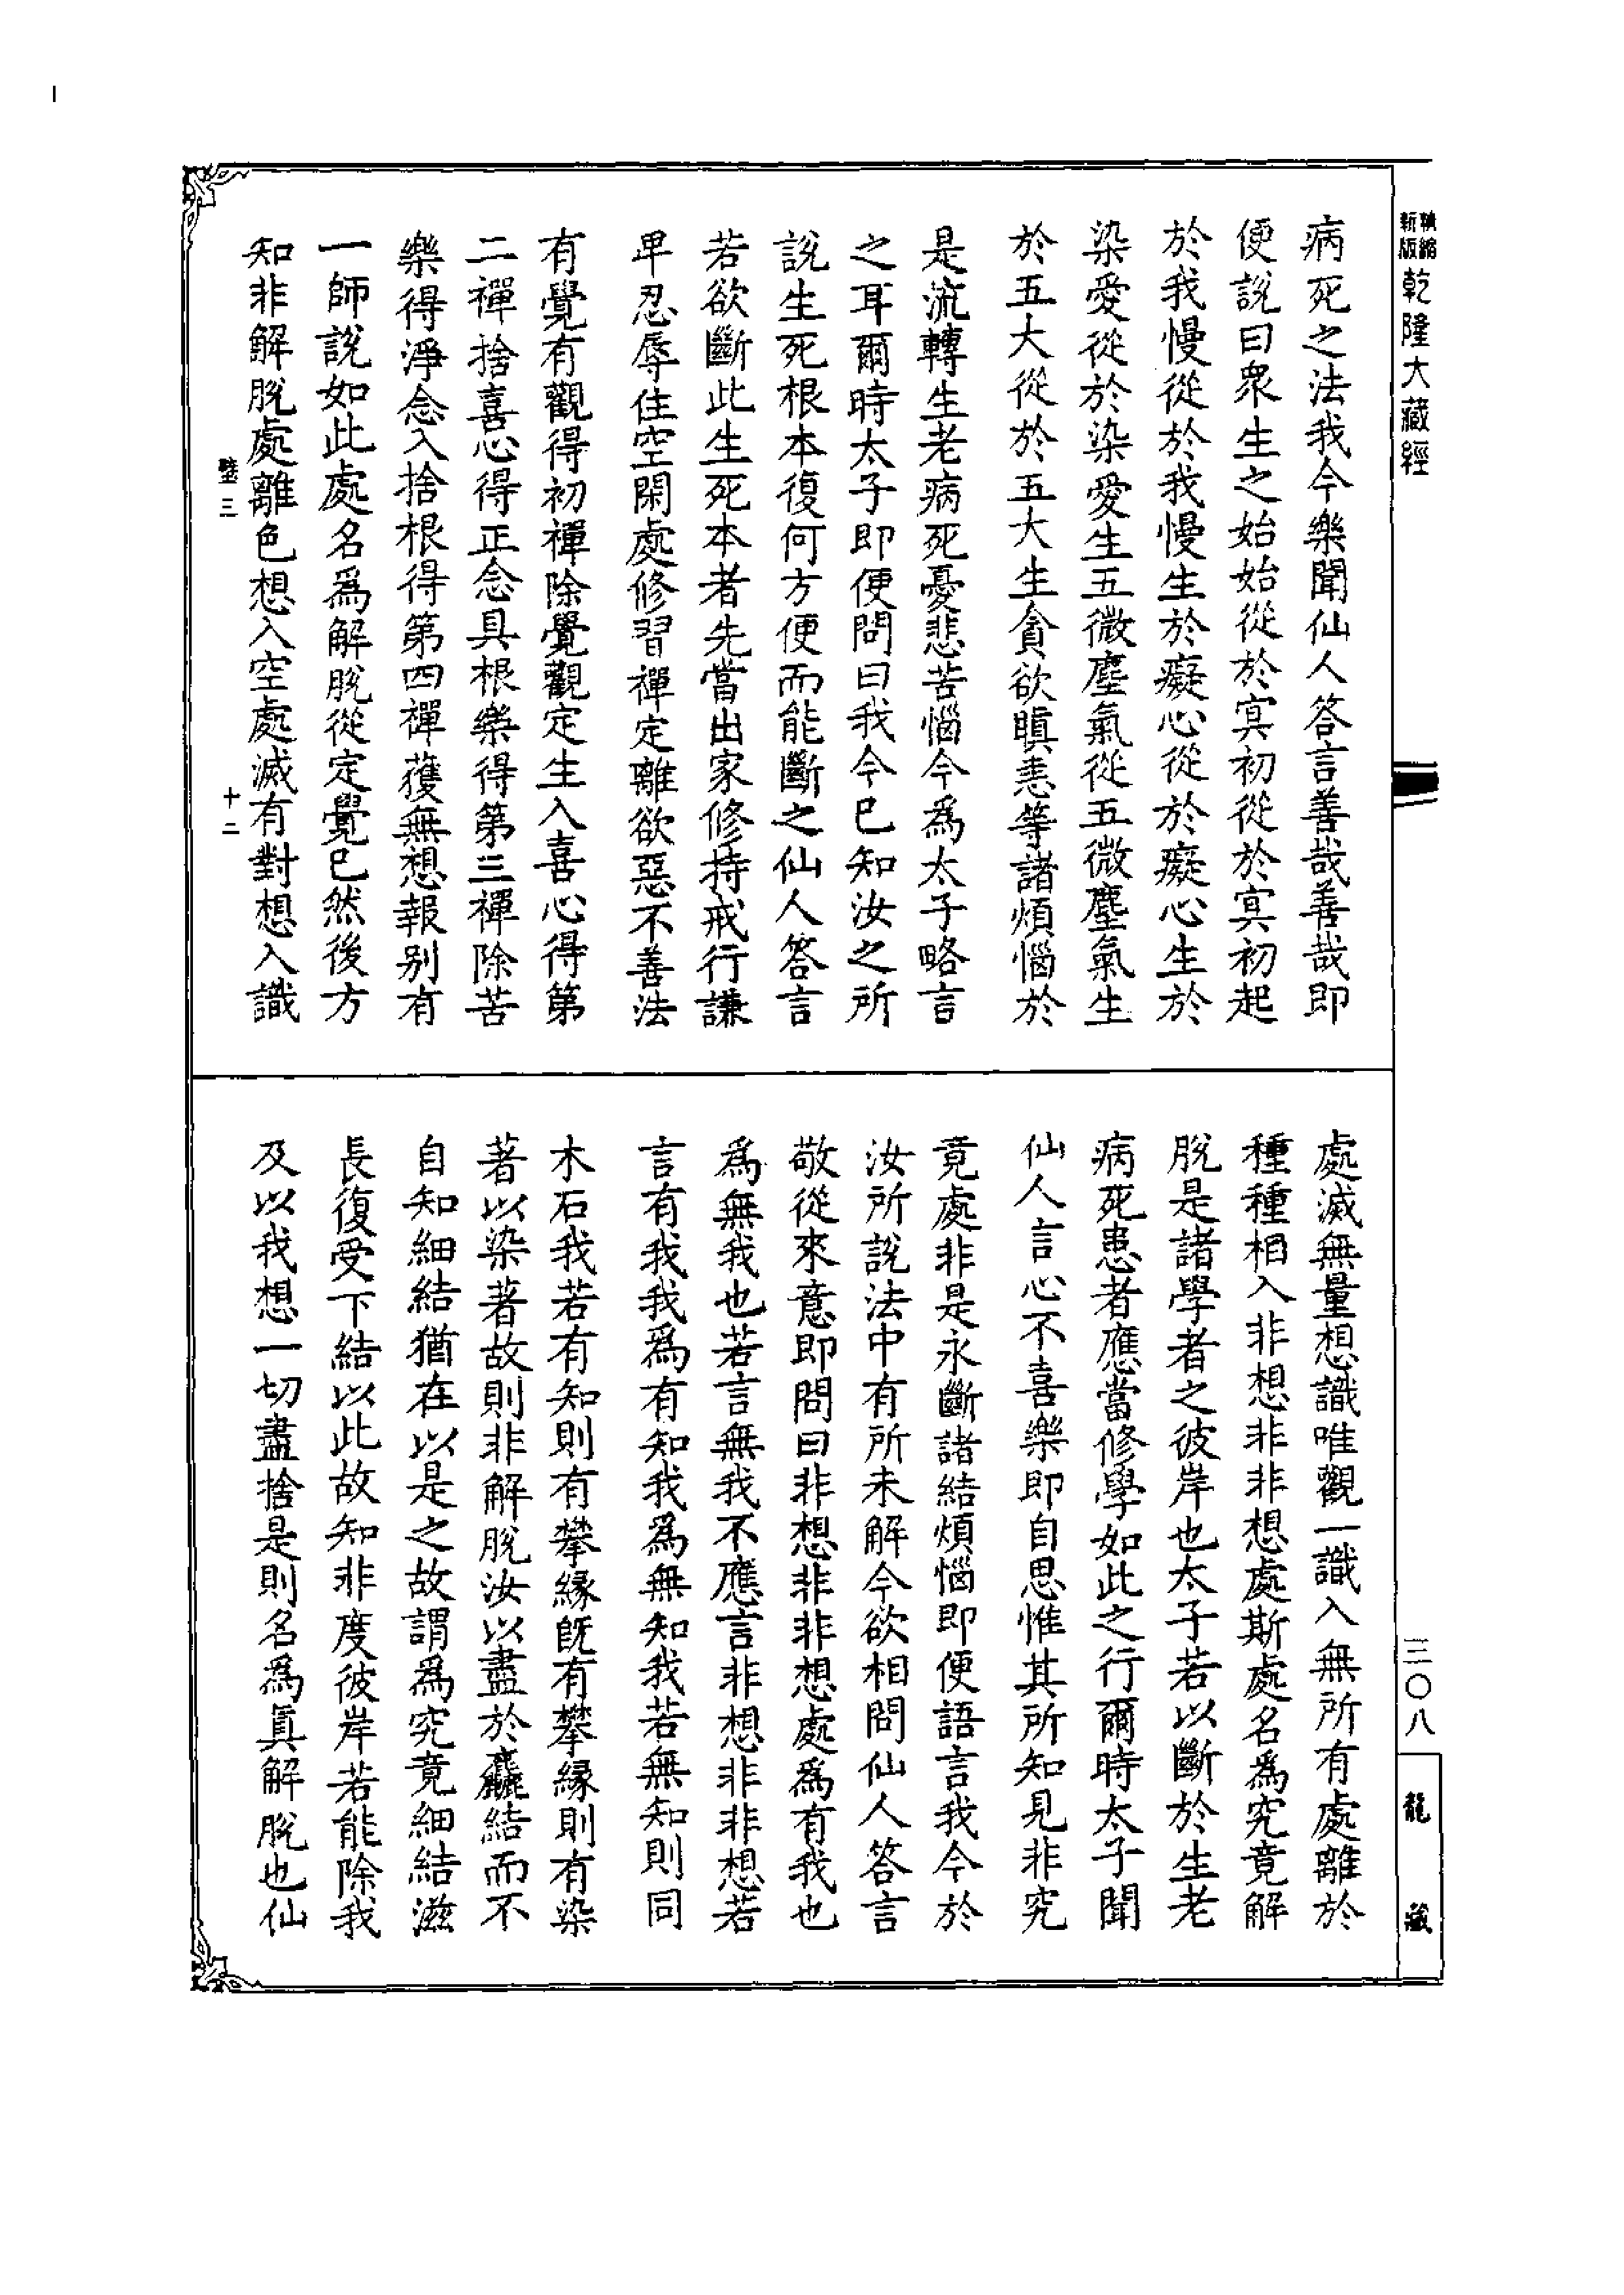 精縮
新版
乾隆大藏經
病死之法我今樂聞仙人答言善哉善哉即
便說曰衆生之始始從於冥初從於冥初起
於我慢從於我慢生於癡心從於癡心生於
染愛從於染愛生五微塵氣從五微塵氣生
於五大從於五大生貪欲瞋恚等諸煩惱於
是流轉生老病死憂悲苦惱今爲太子略言
之耳爾時太子即便問曰我今已知汝之所
說生死根本復何方便而能斷之仙人答言
若欲斷此生死本者先當出家修持戒行謙
卑忍辱住空閑處修習禪定離欲惡不善法
有覺有觀得初禪除覺觀定生入喜心得第
二禪捨喜心得正念具根樂得第三禪除苦
樂得淨念入捨根得第四禪獲無想報別有
一師說如此處名爲解脫從定覺已然後方
知非解脫處離色想入空處滅有對想入識
三
十二
處滅無量想識唯觀一識入無所有處離於
種種相入非想非非想處斯處名爲究竟解
脫是諸學者之彼岸也太子若以斷於生老
病死患者應當修學如此之行爾時太子聞
仙人言心不喜樂即自思惟其所知見非究
竟處非是永斷諸結煩惱即便語言我今於
汝所說法中有所未解今欲相問仙人答言
敬從來意即問曰非想非非想處爲有我也
爲無我也若言無我不應言非想非非想若
言有我我爲有知我爲無知我若無知則同
木石我若有知則有攀緣既有攀緣則有染
著以染著故則非解脫汝以盡於麤結而不
自知細結猶在以是之故謂爲究竟細結滋
長復受下結以此故知非度彼岸若能除我
及以我想一切盡捨是則名爲眞解脫也仙
三〇八
龍藏